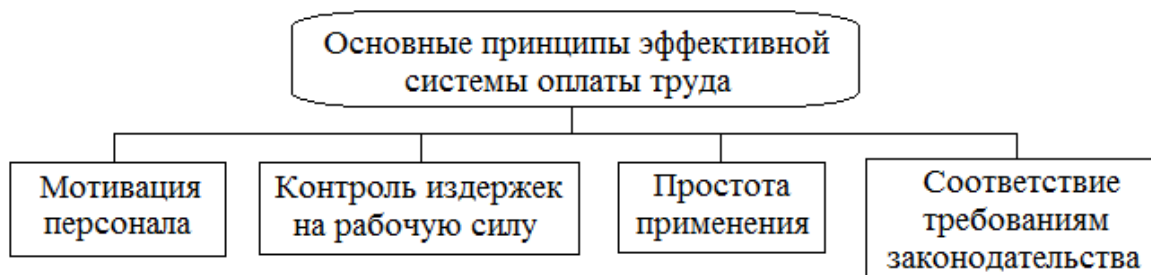 Основные принципы эффективной
системы оплаты труда
Мотивация
персонала
Контроль издержек
на рабочую силу
Простота
применения
Соответствие
требованиям
законодательства